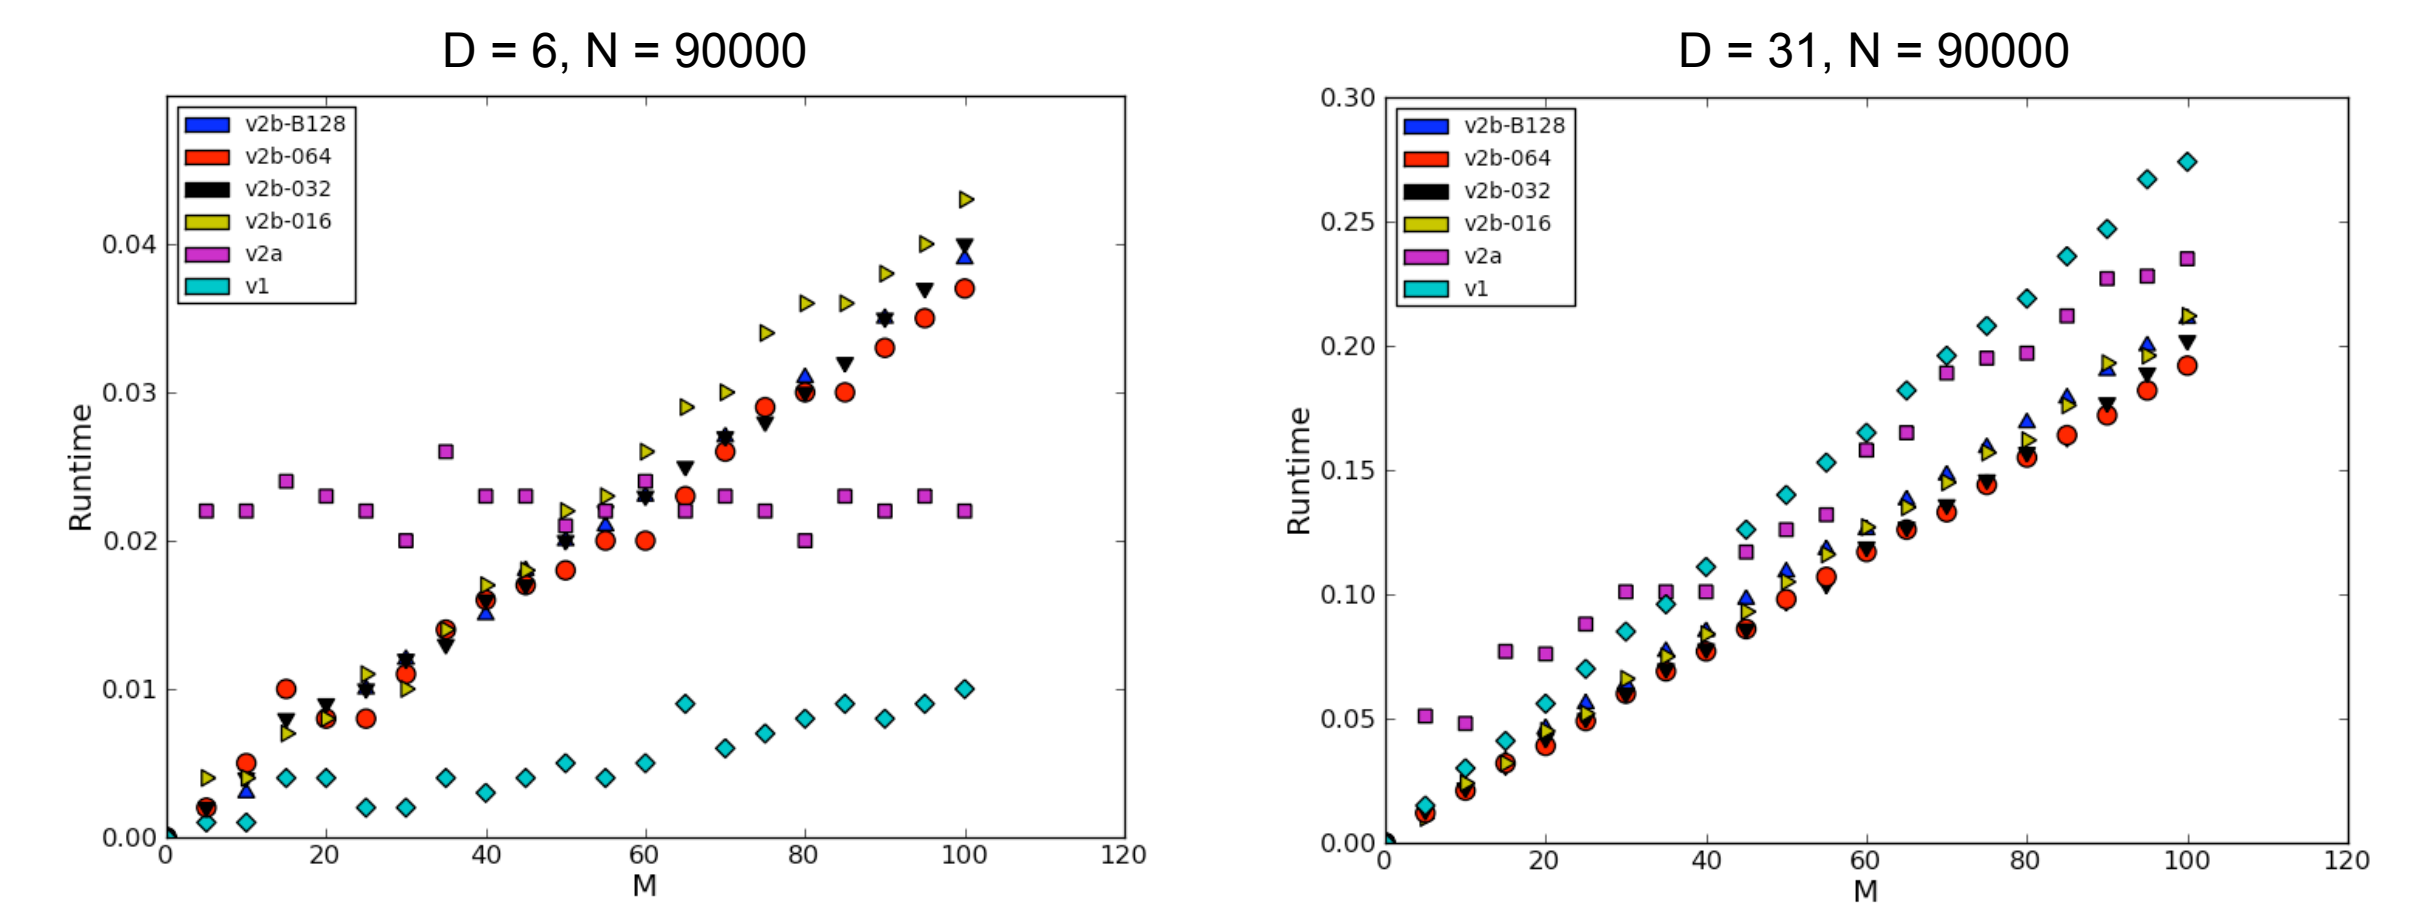 D = 6, N = 90000
v2b-B128
v2b-064
v2b-032
v2b-016
v2a
v1
0.04
0.03
0.02
0.01
0.00
Runtime
0 20 40 60 80 100 120
M
D = 31, N = 90000
v2b-B128
v2b-064
v2b-032
v2b-016
v2a
v1
0.30
0.25
0.20
0.15
0.10
0.05
0.00
Runtime
0 20 40 60 80 100 120
M